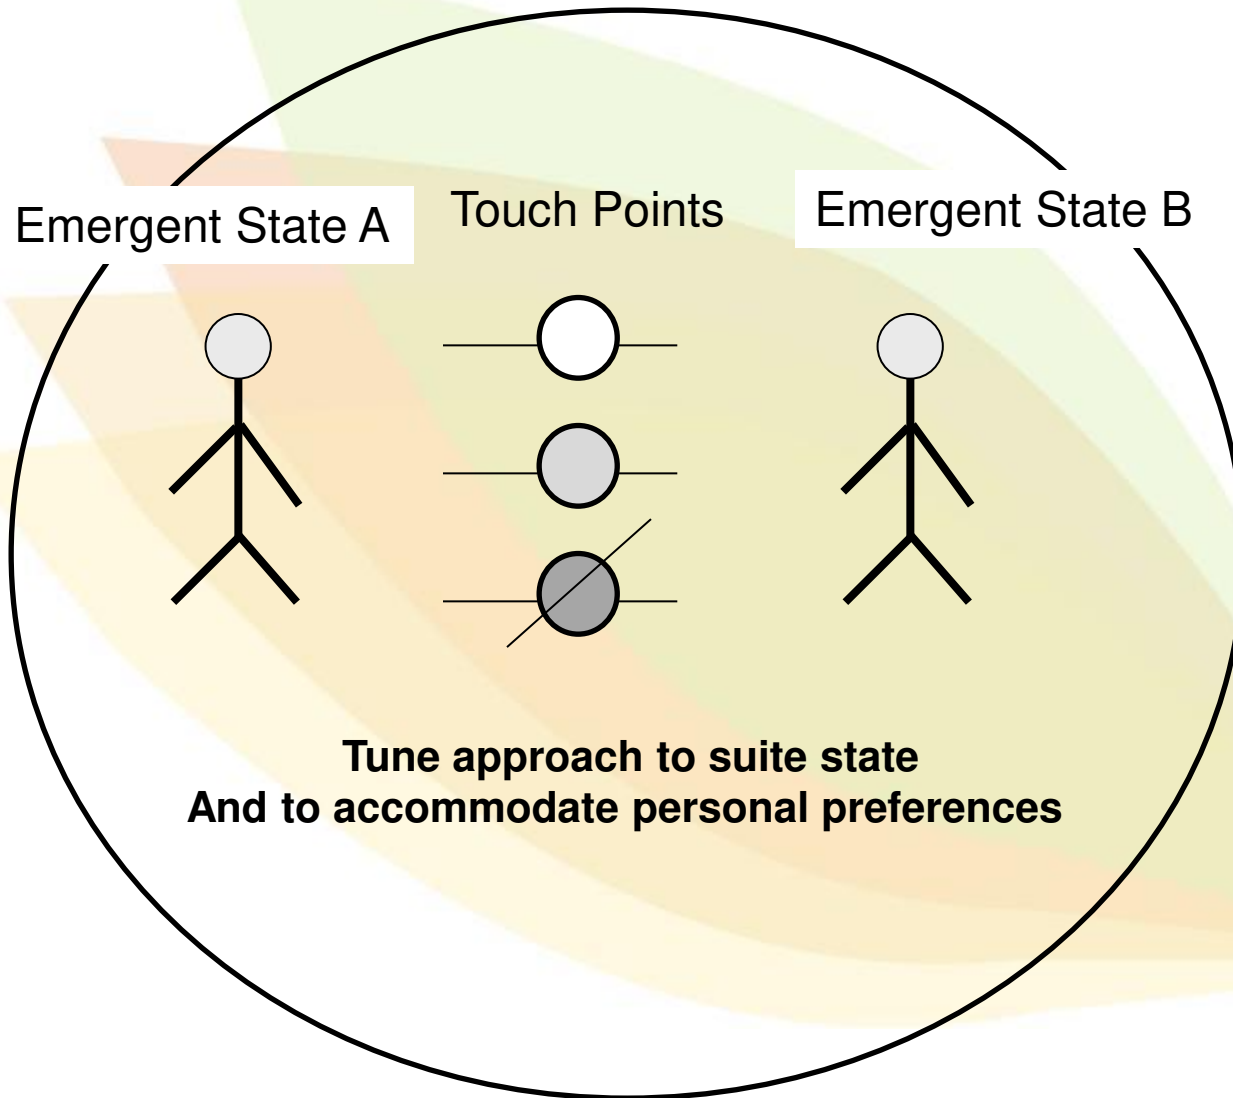 Emergent State A
Touch Points
Emergent State B
Tune approach to suite state
And to accommodate personal preferences